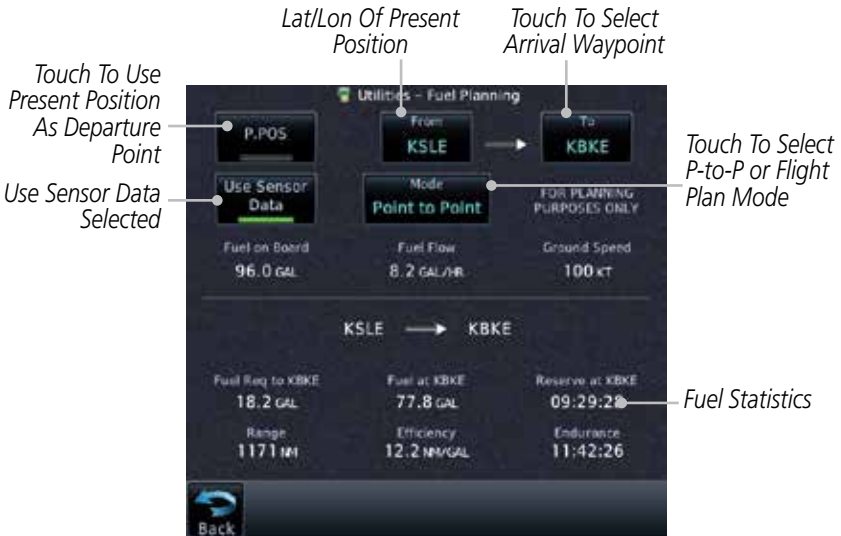 Lat/Lon Of Present
Position
Touch To Select
Arrival Waypoint
Touch To Use
Present Position
As Departure
Point
Use Sensor Data
Selected
Touch To Select
P-to-P or Flight
Plan Mode
Fuel Statistics
Utilities – Fuel Planning
P.POS
From
KSLE
To
KBKE
Use Sensor
Data
Mode
Point to Point
FOR PLANNING
PURPOSES ONLY
Fuel on Board
Fuel Flow
Ground Speed
96.0 GAL
8.2 GAL/HR
100 KT
KSLE
KBKE
Fuel Req to KBKE
Fuel at KBKE
Reserve at KBKE
18.2 GAL
77.8 GAL
09:29:28
Range
Efficiency
Endurance
1171 NM
12.2 NM/GAL
11:42:26
Back